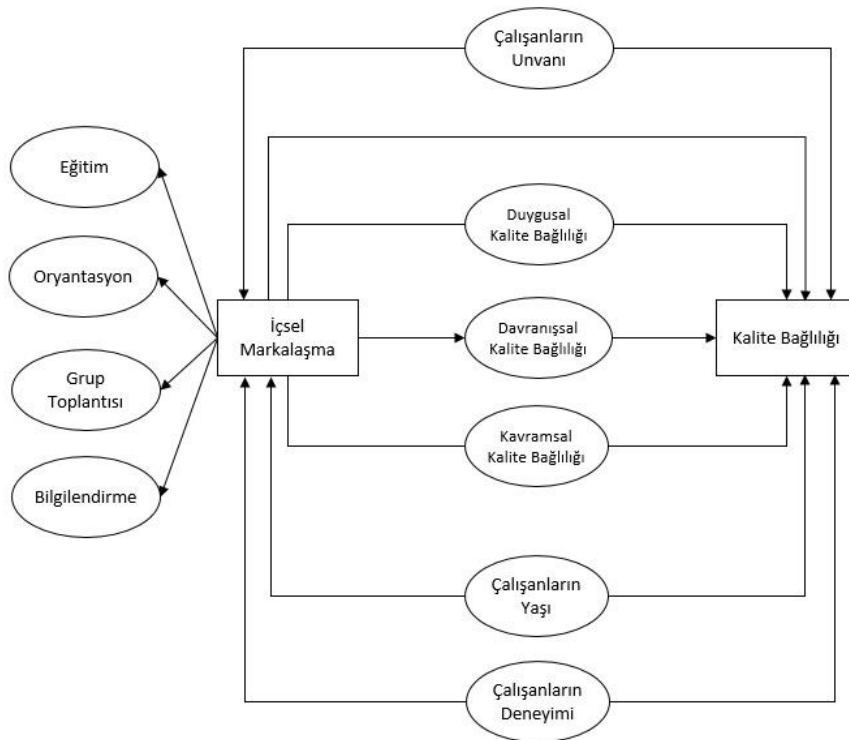 Çalışanların
Unvanı
Eğitim
Duygusal
Kalite Bağlılığı
Oryantasyon
İçsel
Markalaşma
Davranışsal
Kalite Bağlılığı
Kalite Bağlılığı
Grup
Toplantısı
Kavramsal
Kalite Bağlılığı
Bilgilendirme
Çalışanların
Yaşı
Çalışanların
Deneyimi